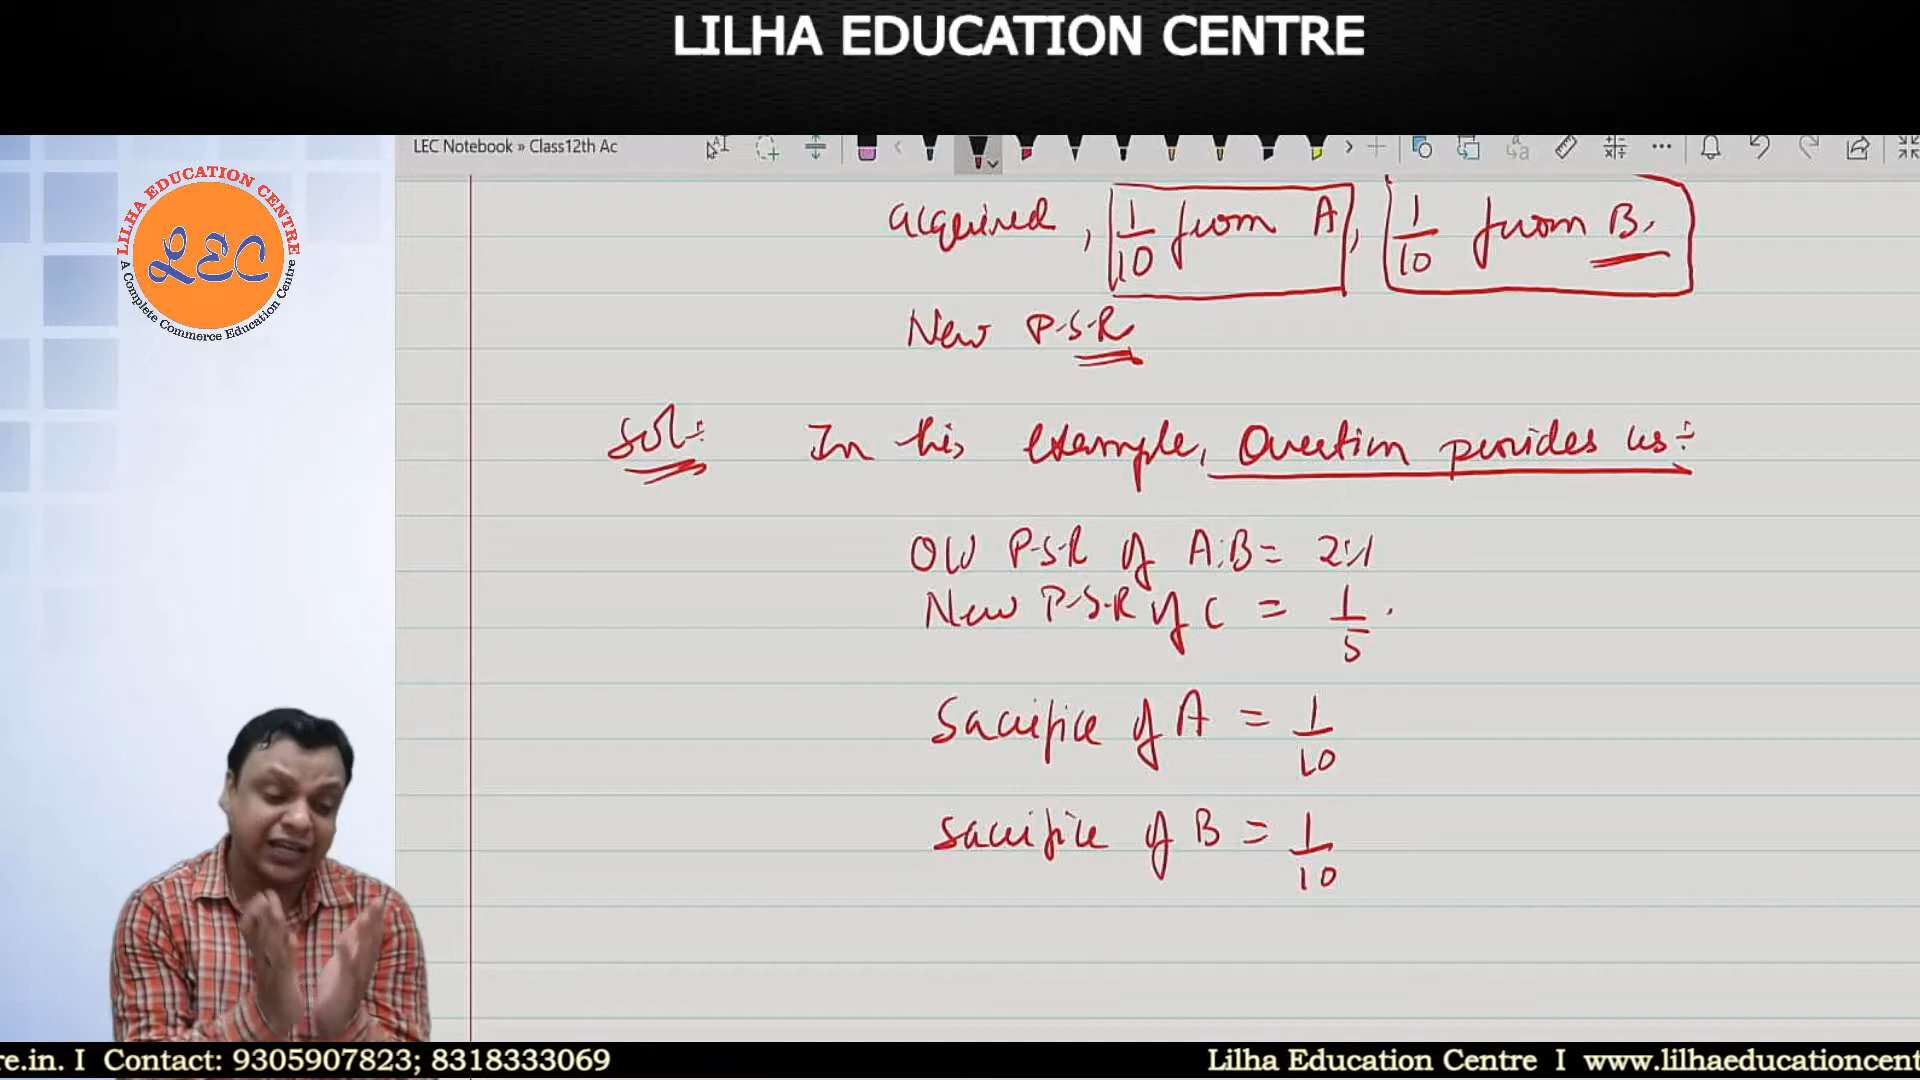 LILHA EDUCATION CENTRE
LEC Notebook » Class12th Ac
LILHA EDUCATION CENTRE
LEC
A Complete Commerce Education Centre
acquired, 1/10 from A, 1/10 from B.
New P.S.R
Sol:
In this example, Question provides us:
Old P.S.R of A:B = 2:1
New P.S.R of C = 1/5.
Sacrifice of A = 1/10
Sacrifice of B = 1/10
re.in. I Contact: 9305907823; 8318333069
Lilha Education Centre I www.lilhaeducationcent